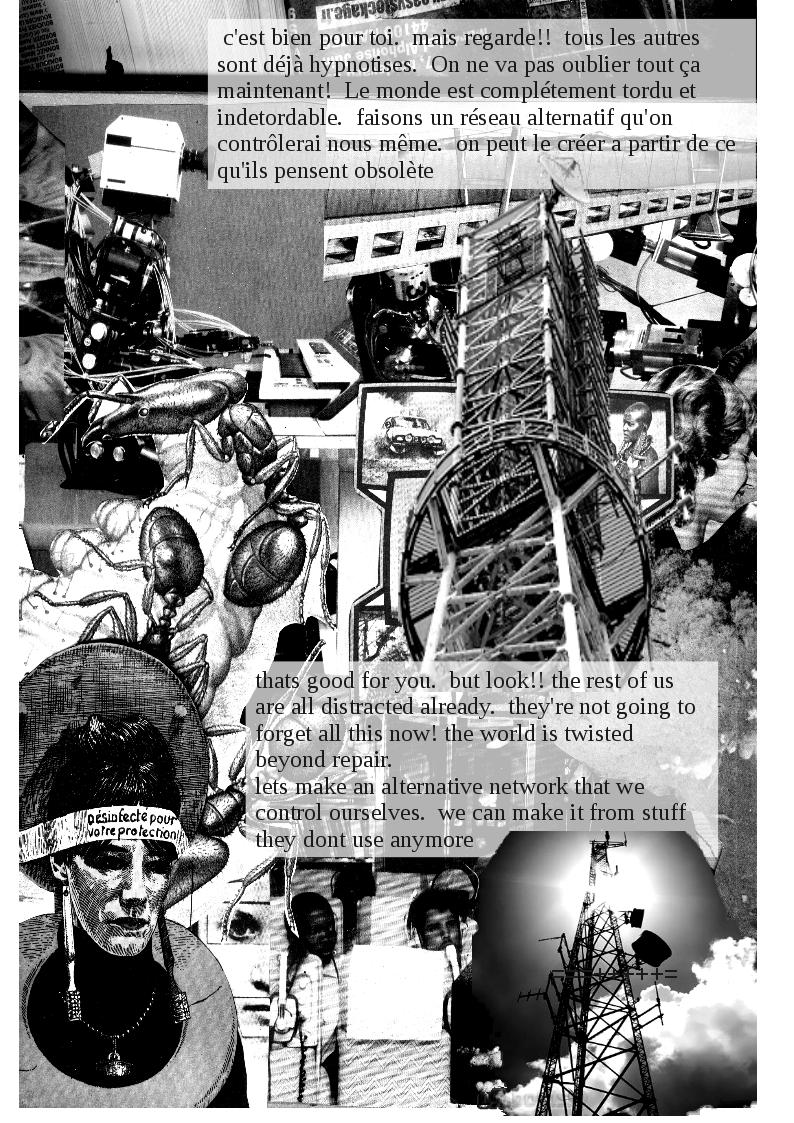 easystockage.fr
c'est bien pour toi.  mais regarde!!  tous les autres
sont déjà hypnotises.  On ne va pas oublier tout ça
maintenant!  Le monde est complétement tordu et
indetordable.  faisons un réseau alternatif qu'on
contrôlerai nous même.  on peut le créer a partir de ce
qu'ils pensent obsolète
thats good for you.  but look!! the rest of us
are all distracted already.  they're not going to
forget all this now! the world is twisted
beyond repair.
lets make an alternative network that we
control ourselves.  we can make it from stuff
they dont use anymore
Désinfecté pour
votre protection